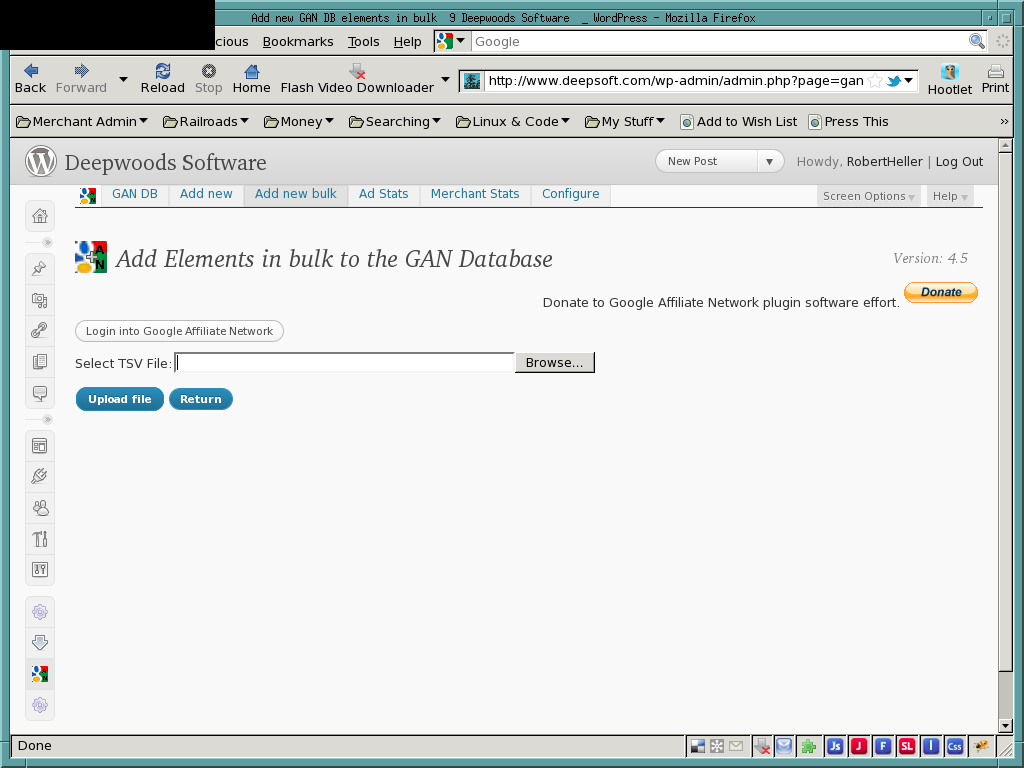 Add new GAN DB elements in bulk 9 Deepwoods Software _ WordPress - Mozilla Firefox
cious Bookmarks Tools Help Google
Back Forward Reload Stop Home Flash Video Downloader http://www.deepsoft.com/wp-admin/admin.php?page=gan Hootlet Print
Merchant Admin Railroads Money Searching Linux & Code My Stuff Add to Wish List Press This »
Deepwoods Software New Post Howdy, RobertHeller | Log Out
GAN DB Add new Add new bulk Ad Stats Merchant Stats Configure Screen Options Help
Add Elements in bulk to the GAN Database Version: 4.5
Donate to Google Affiliate Network plugin software effort. Donate
Login into Google Affiliate Network
Select TSV File: Browse...
Upload file Return
Done Js J F SL I Css